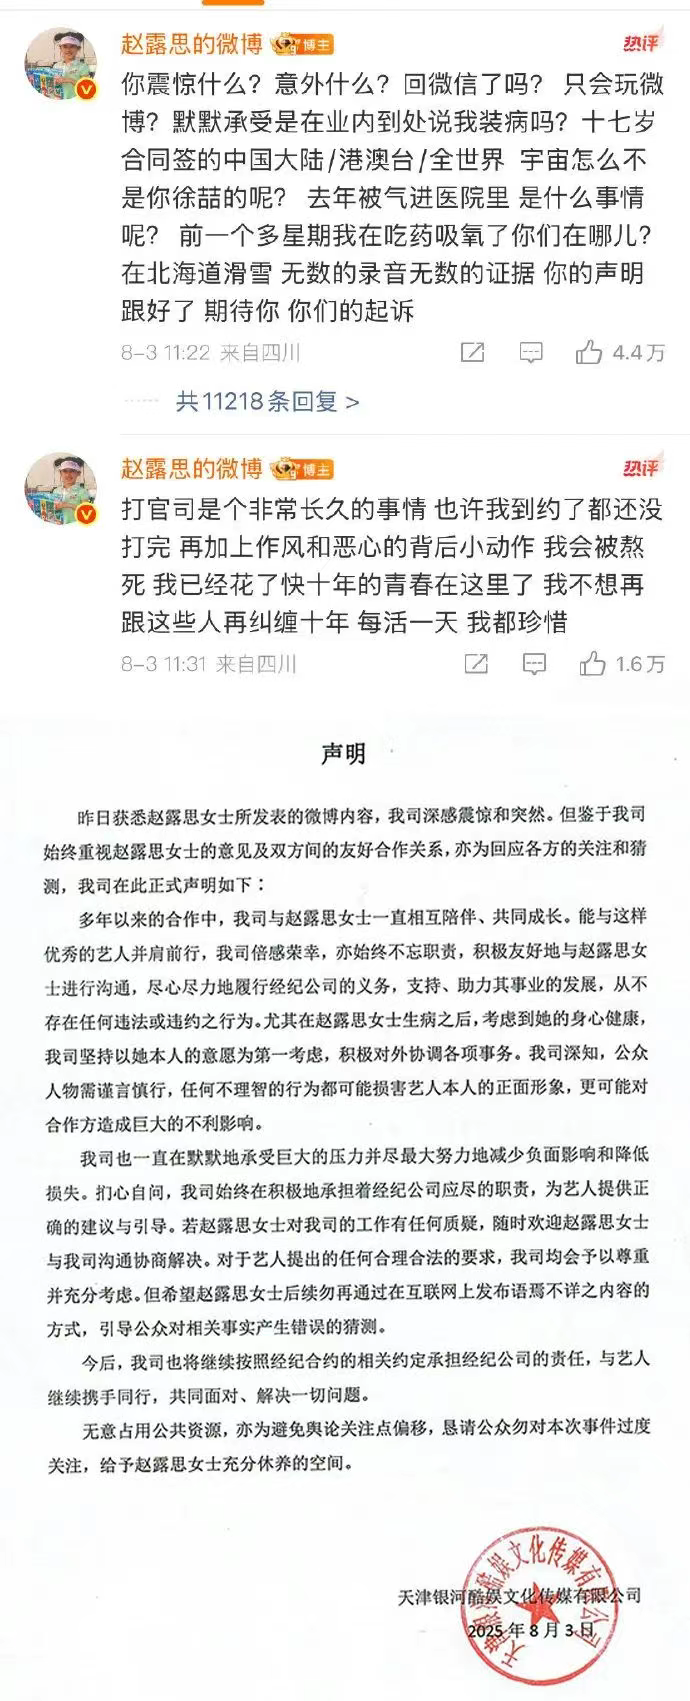 赵露思的微博 博主 热评
你震惊什么？意外什么？回微信了吗？ 只会玩微
博？默默承受是在业内到处说我装病吗？十七岁
合同签的中国大陆/港澳台/全世界 宇宙怎么不
是你徐喆的呢？ 去年被气进医院里 是什么事情
呢？ 前一个多星期我在吃药吸氧了你们在哪儿？
在北海道滑雪 无数的录音无数的证据 你的声明
跟好了 期待你 你们的起诉
8-3 11:22 来自四川 4.4万
共11218条回复 >
赵露思的微博 博主 热评
打官司是个非常长久的事情 也许我到约了都还没
打完 再加上作风和恶心的背后小动作 我会被熬
死 我已经花了快十年的青春在这里了 我不想再
跟这些人再纠缠十年 每活一天 我都珍惜
8-3 11:31 来自四川 1.6万
声明
昨日获悉赵露思女士所发表的微博内容，我司深感震惊和突然。但鉴于我司
始终重视赵露思女士的意见及双方间的友好合作关系，亦为回应各方的关注和猜
测，我司在此正式声明如下：
多年以来的合作中，我司与赵露思女士一直相互陪伴、共同成长。能与这样
优秀的艺人并肩前行，我司倍感荣幸，亦始终不忘职责，积极友好地与赵露思女
士进行沟通，尽心尽力地履行经纪公司的义务，支持、助力其事业的发展，从不
存在任何违法或违约之行为。尤其在赵露思女士生病之后，考虑到她的身心健康，
我司坚持以她本人的意愿为第一考虑，积极对外协调各项事务。我司深知，公众
人物需谨言慎行，任何不理智的行为都可能损害艺人本人的正面形象，更可能对
合作方造成巨大的不利影响。
我司也一直在默默地承受巨大的压力并尽最大努力地减少负面影响和降低
损失。扪心自问，我司始终在积极地承担着经纪公司应尽的职责，为艺人提供正
确的建议与引导。若赵露思女士对我司的工作有任何质疑，随时欢迎赵露思女士
与我司沟通协商解决。对于艺人提出的任何合理合法的要求，我司均会予以尊重
并充分考虑。但希望赵露思女士后续勿再通过在互联网上发布语焉不详之内容的
方式，引导公众对相关事实产生错误的猜测。
今后，我司也将继续按照经纪合约的相关约定承担经纪公司的责任，与艺人
继续携手同行，共同面对、解决一切问题。
无意占用公共资源，亦为避免舆论关注点偏移，恳请公众勿对本次事件过度
关注，给予赵露思女士充分休养的空间。
天津银河酷娱文化传媒有限公司
天津银河酷娱文化传媒有限公司
2025年8月3日